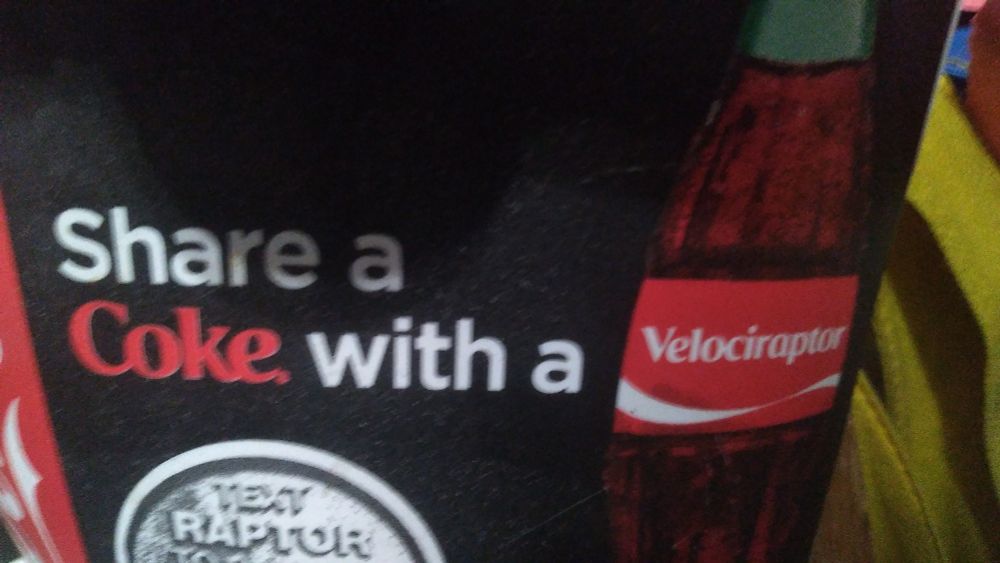 Share a
Coke with a
Velociraptor
TEXT
RAPTOR